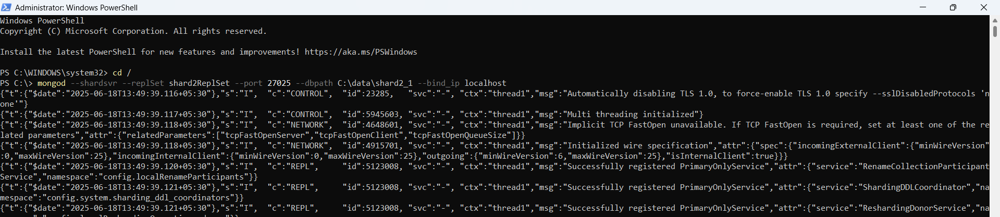 Administrator: Windows PowerShell
Windows PowerShell
Copyright (C) Microsoft Corporation. All rights reserved.
Install the latest PowerShell for new features and improvements! https://aka.ms/PSWindows
PS C:\WINDOWS\system32> cd /
PS C:\> mongod --shardsvr --replSet shard2ReplSet --port 27025 --dbpath C:\data\shard2_1 --bind_ip localhost
{"t":{"$date":"2025-06-18T13:49:39.116+05:30"},"s":"I",  "c":"CONTROL",  "id":23285,   "svc":"-", "ctx":"thread1","msg":"Automatically disabling TLS 1.0, to force-enable TLS 1.0 specify --sslDisabledProtocols 'n
one'"}
{"t":{"$date":"2025-06-18T13:49:39.117+05:30"},"s":"I",  "c":"CONTROL",  "id":5945603, "svc":"-", "ctx":"thread1","msg":"Multi threading initialized"}
{"t":{"$date":"2025-06-18T13:49:39.118+05:30"},"s":"I",  "c":"NETWORK",  "id":4648601, "svc":"-", "ctx":"thread1","msg":"Implicit TCP FastOpen unavailable. If TCP FastOpen is required, set at least one of the re
lated parameters","attr":{"relatedParameters":["tcpFastOpenServer","tcpFastOpenClient","tcpFastOpenQueueSize"]}}
{"t":{"$date":"2025-06-18T13:49:39.118+05:30"},"s":"I",  "c":"NETWORK",  "id":4915701, "svc":"-", "ctx":"thread1","msg":"Initialized wire specification","attr":{"spec":{"incomingExternalClient":{"minWireVersion"
:0,"maxWireVersion":25},"incomingInternalClient":{"minWireVersion":0,"maxWireVersion":25},"outgoing":{"minWireVersion":6,"maxWireVersion":25},"isInternalClient":true}}}
{"t":{"$date":"2025-06-18T13:49:39.120+05:30"},"s":"I",  "c":"REPL",     "id":5123008, "svc":"-", "ctx":"thread1","msg":"Successfully registered PrimaryOnlyService","attr":{"service":"RenameCollectionParticipant
Service","namespace":"config.localRenameParticipants"}}
{"t":{"$date":"2025-06-18T13:49:39.121+05:30"},"s":"I",  "c":"REPL",     "id":5123008, "svc":"-", "ctx":"thread1","msg":"Successfully registered PrimaryOnlyService","attr":{"service":"ShardingDDLCoordinator","na
mespace":"config.system.sharding_ddl_coordinators"}}
{"t":{"$date":"2025-06-18T13:49:39.121+05:30"},"s":"I",  "c":"REPL",     "id":5123008, "svc":"-", "ctx":"thread1","msg":"Successfully registered PrimaryOnlyService","attr":{"service":"ReshardingDonorService","na